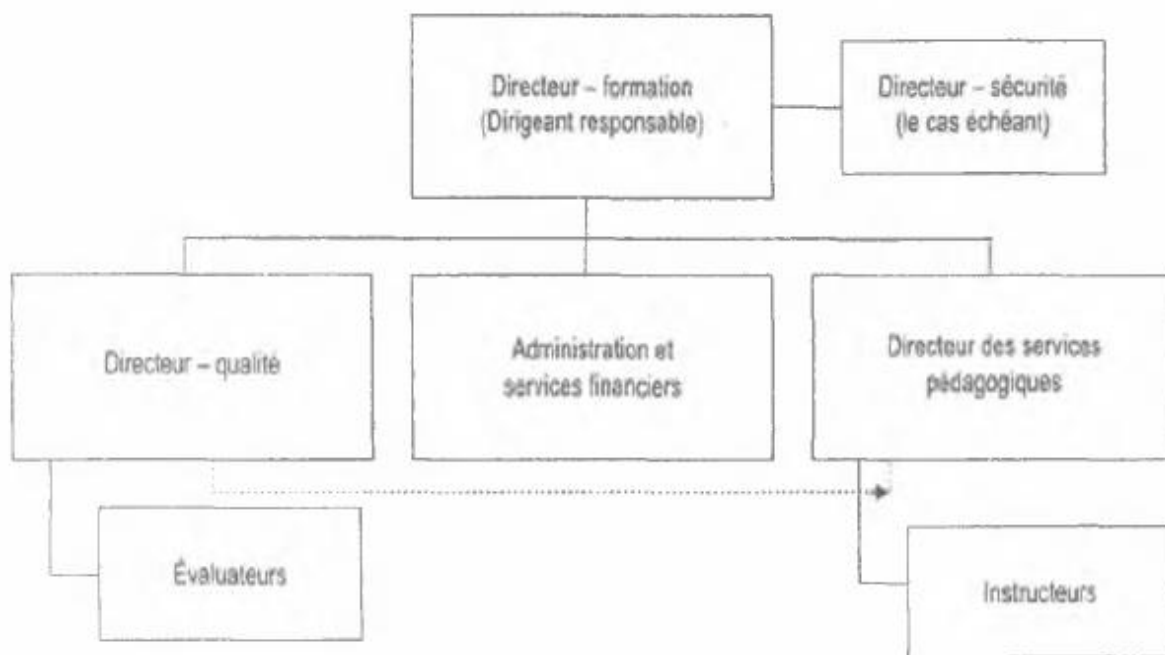 Directeur – formation
(Dirigeant responsable)
Directeur – sécurité
(le cas échéant)
Directeur – qualité
Administration et
services financiers
Directeur des services
pédagogiques
Évaluateurs
Instructeurs